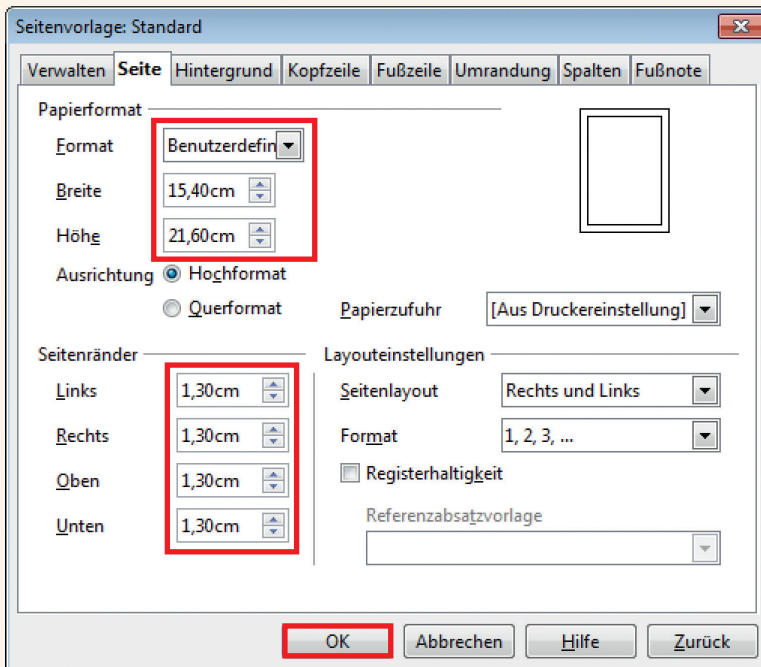 Seitenvorlage: Standard
Verwalten Seite Hintergrund Kopfzeile Fußzeile Umrandung Spalten Fußnote
Papierformat
Format Benutzerdefin
Breite 15,40cm
Höhe 21,60cm
Ausrichtung Hochformat
Querformat Papierzufuhr [Aus Druckereinstellung]
Seitenränder Layouteinstellungen
Links 1,30cm Seitenlayout Rechts und Links
Rechts 1,30cm Format 1, 2, 3, ...
Oben 1,30cm Registerhaltigkeit
Unten 1,30cm Referenzabsatzvorlage
OK Abbrechen Hilfe Zurück